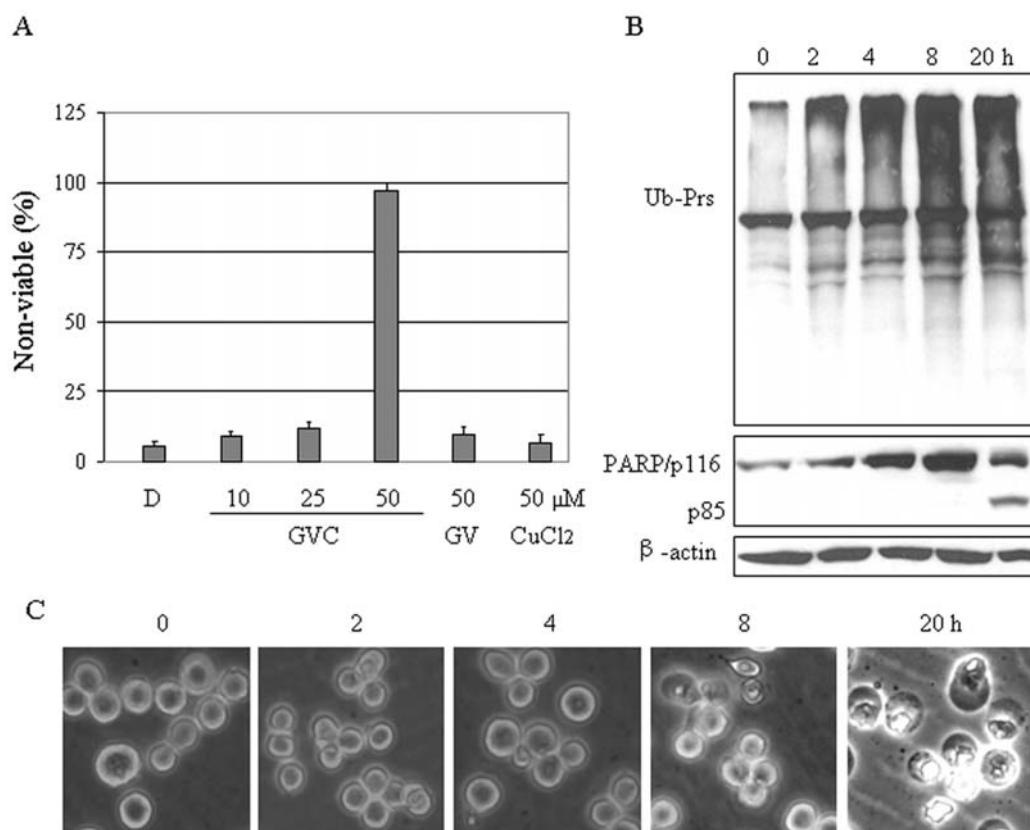 A
125
100
75
50
25
0
Non-viable (%)
D 10 25 50 50 50 µM
GVC GV CuCl2
B
0 2 4 8 20 h
Ub-Prs
PARP/p116
p85
β-actin
C
0 2 4 8 20 h